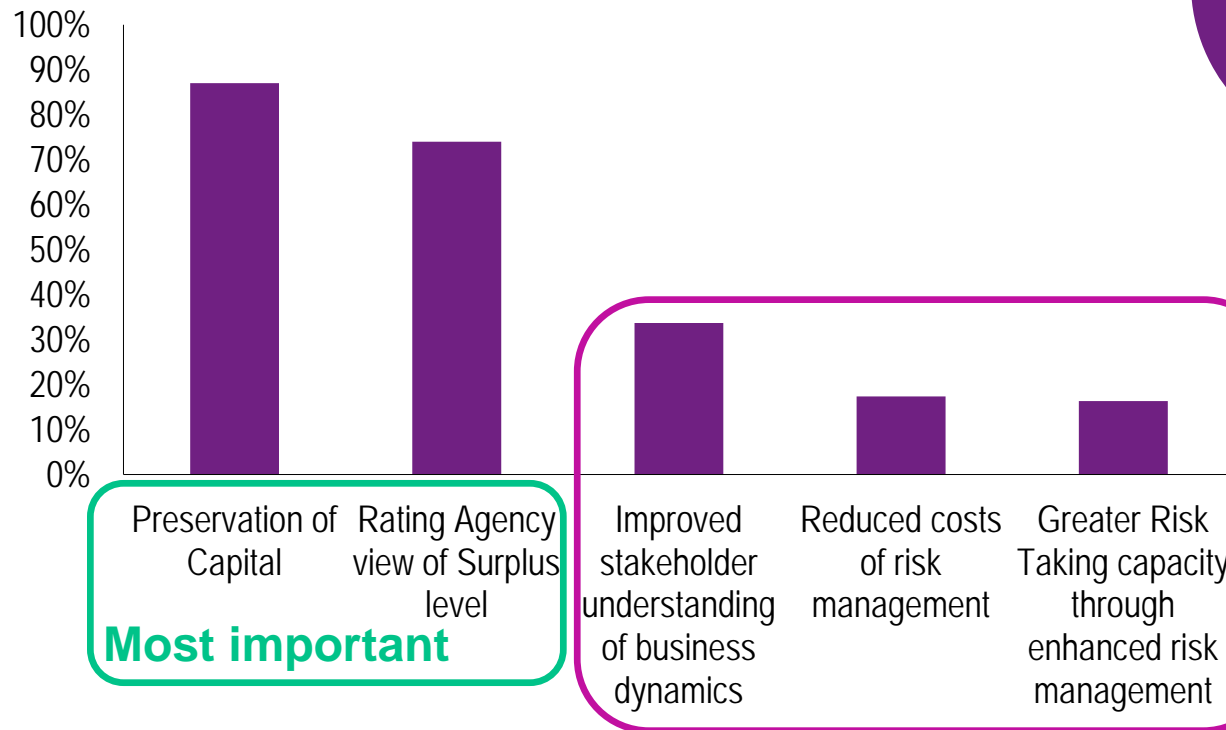 100%
90%
80%
70%
60%
50%
40%
30%
20%
10%
0%
Preservation of
Capital
Rating Agency
view of Surplus
level
Improved
stakeholder
understanding
of business
dynamics
Reduced costs
of risk
management
Greater Risk
Taking capacity
through
enhanced risk
management
Most important